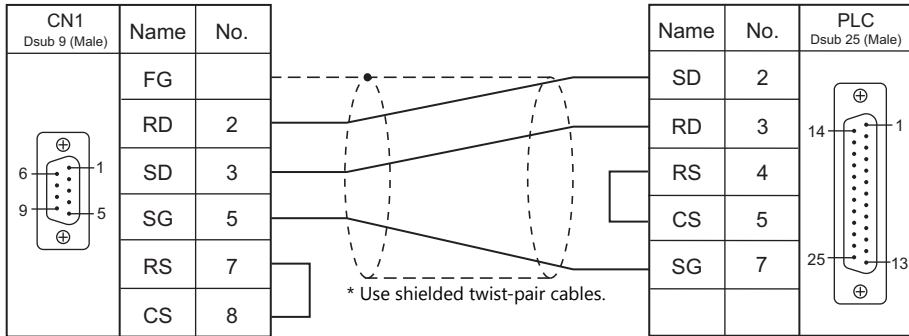 CN1
Dsub 9 (Male)
Name No.
FG
RD 2
SD 3
SG 5
RS 7
CS 8
6 1
9 5
* Use shielded twist-pair cables.
Name No.
PLC
Dsub 25 (Male)
SD 2
RD 3
RS 4
CS 5
SG 7
14 1
25 13